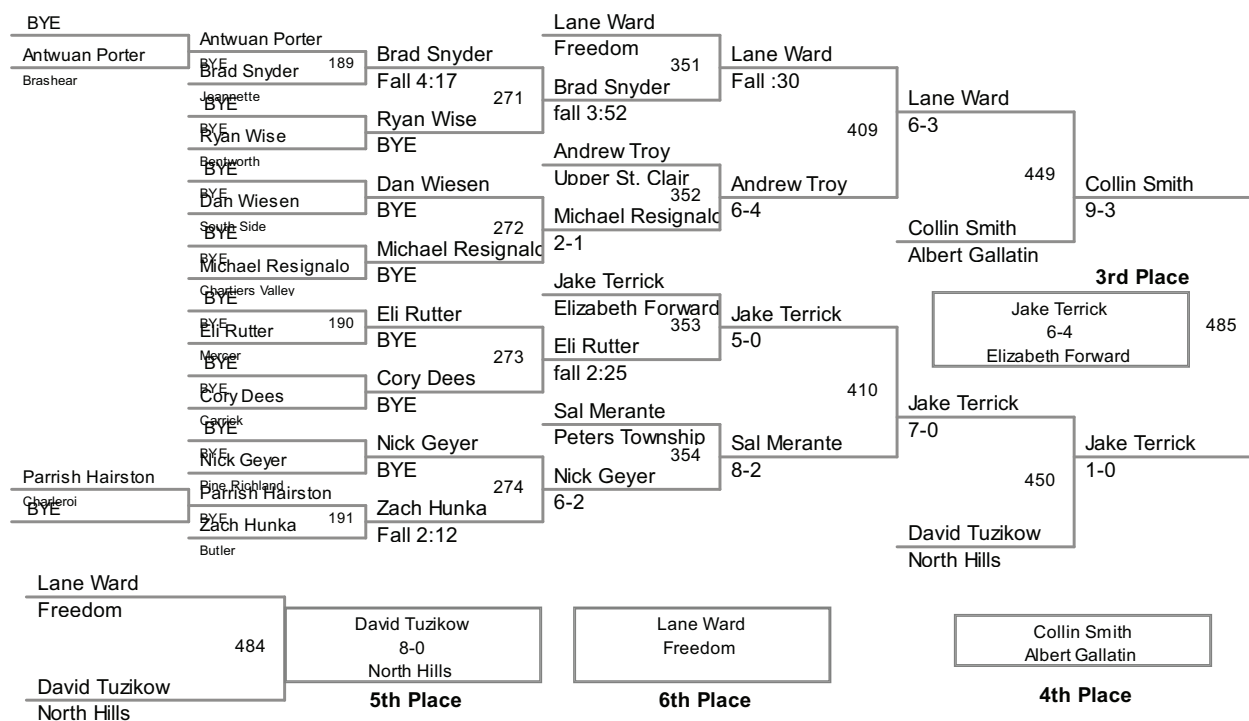 BYE
Antwuan Porter
Brashear
Parrish Hairston
Charleroi
BYE
Antwuan Porter
BYE
189
Brad Snyder
Jeannette
BYE
BYE
Ryan Wise
Bentworth
BYE
BYE
Dan Wiesen
South Side
BYE
BYE
Michael Resignalo
Chartiers Valley
BYE
BYE
190
Eli Rutter
Mercer
BYE
BYE
Cory Dees
Carrick
BYE
BYE
Nick Geyer
Pine Richland
Parrish Hairston
BYE
191
Zach Hunka
Butler
Brad Snyder
Fall 4:17
271
Ryan Wise
BYE
Dan Wiesen
BYE
272
Michael Resignalo
BYE
Eli Rutter
BYE
273
Cory Dees
BYE
Nick Geyer
BYE
274
Zach Hunka
Fall 2:12
Lane Ward
Freedom
351
Brad Snyder
fall 3:52
Andrew Troy
Upper St. Clair
352
Michael Resignalo
2-1
Jake Terrick
Elizabeth Forward
353
Eli Rutter
fall 2:25
Sal Merante
Peters Township
354
Nick Geyer
6-2
Lane Ward
Fall :30
409
Andrew Troy
6-4
Jake Terrick
5-0
410
Sal Merante
8-2
Lane Ward
6-3
449
Collin Smith
Albert Gallatin
Jake Terrick
7-0
450
David Tuzikow
North Hills
Collin Smith
9-3
3rd Place
Jake Terrick
6-4
Elizabeth Forward
485
Jake Terrick
1-0
Lane Ward
Freedom
484
David Tuzikow
North Hills
David Tuzikow
8-0
North Hills
5th Place
Lane Ward
Freedom
6th Place
Collin Smith
Albert Gallatin
4th Place